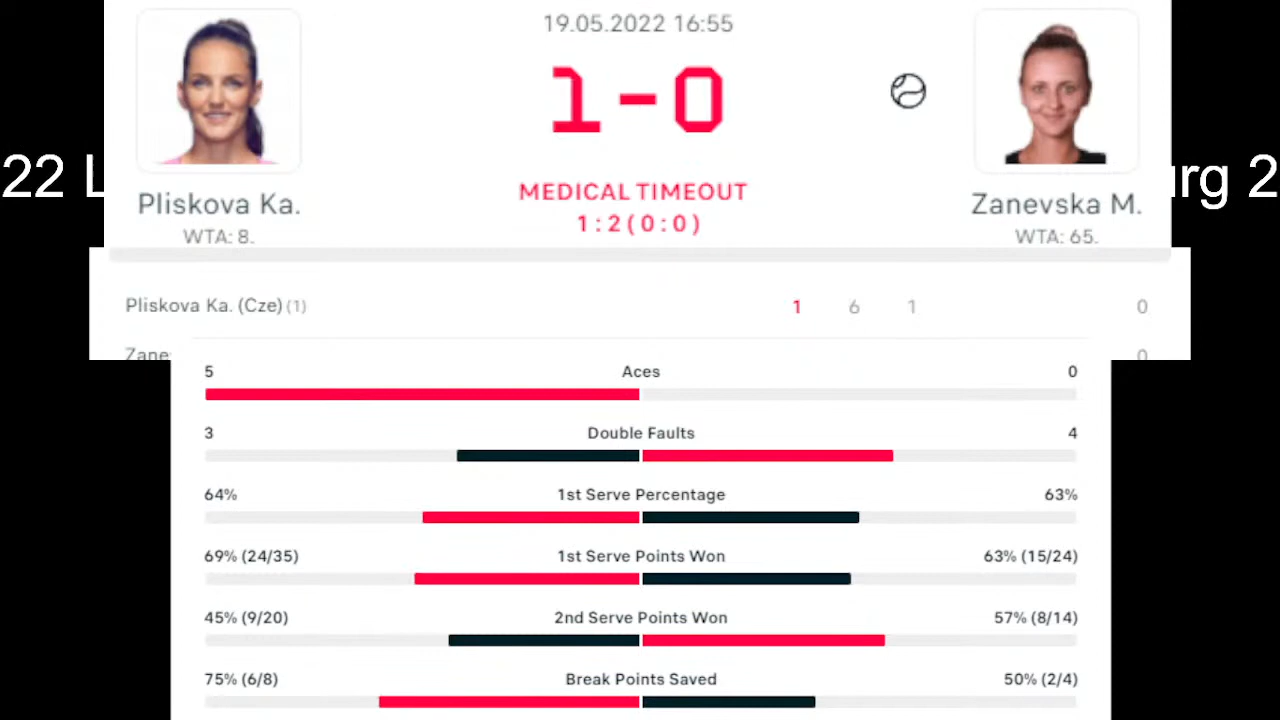 19.05.2022 16:55
1-0
22 L
urg 2
MEDICAL TIMEOUT
1 : 2 ( 0 : 0 )
Pliskova Ka.
WTA: 8.
Zanevska M.
WTA: 65.
Pliskova Ka. (Cze) (1) 1 6 1 0
Zane 0
5 Aces 0
3 Double Faults 4
64% 1st Serve Percentage 63%
69% (24/35) 1st Serve Points Won 63% (15/24)
45% (9/20) 2nd Serve Points Won 57% (8/14)
75% (6/8) Break Points Saved 50% (2/4)